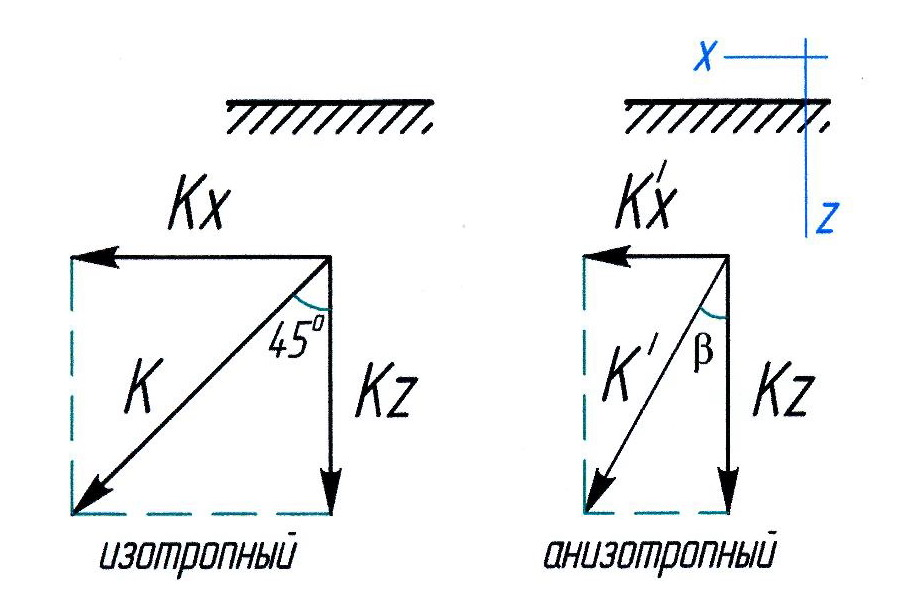 x
z
Kx
45°
K
Kz
изотропный
K'x
β
K'
Kz
анизотропный